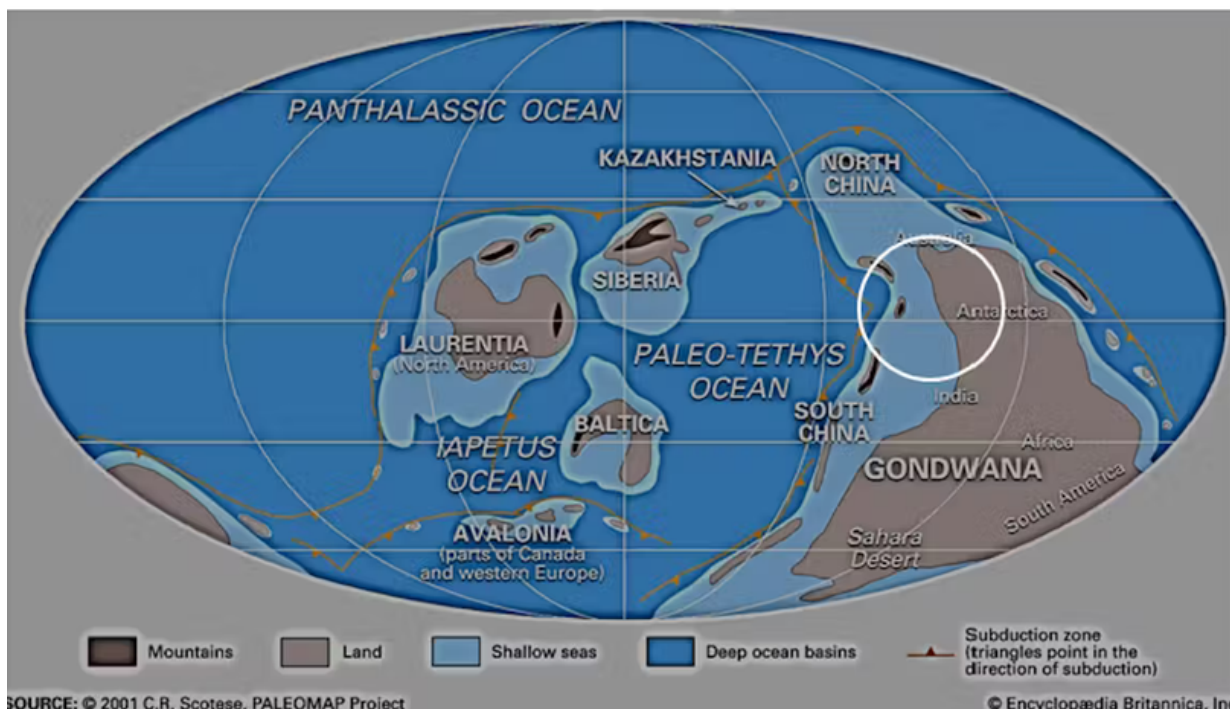 PANTHALASSIC OCEAN
KAZAKHSTANIA
NORTH
CHINA
Australia
SIBERIA
Antarctica
LAURENTIA
(North America)
PALEO-TETHYS
OCEAN
India
SOUTH
CHINA
BALTICA
Africa
IAPETUS
OCEAN
GONDWANA
South America
AVALONIA
(parts of Canada
and western Europe)
Sahara
Desert
Mountains
Land
Shallow seas
Deep ocean basins
Subduction zone
(triangles point in the
direction of subduction)
SOURCE: © 2001 C.R. Scotese, PALEOMAP Project
© Encyclopædia Britannica, In